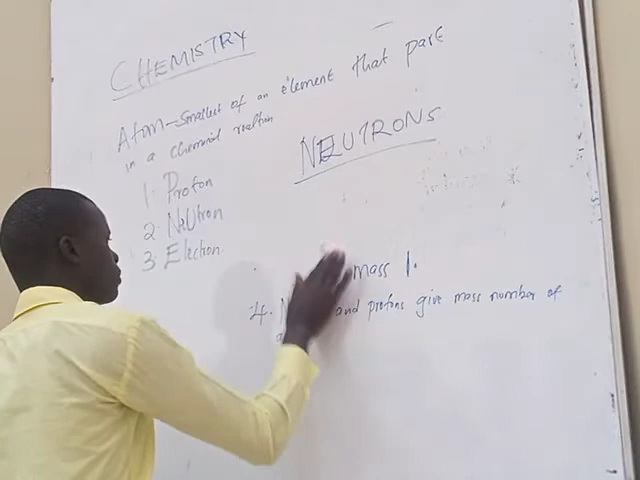 CHEMISTRY
Atom - Smallest of an element that part
in a chemical reaction
1. Proton
2. Neutron
3. Electron
NEUTRONS
mass 1.
4. and protons give mass number of